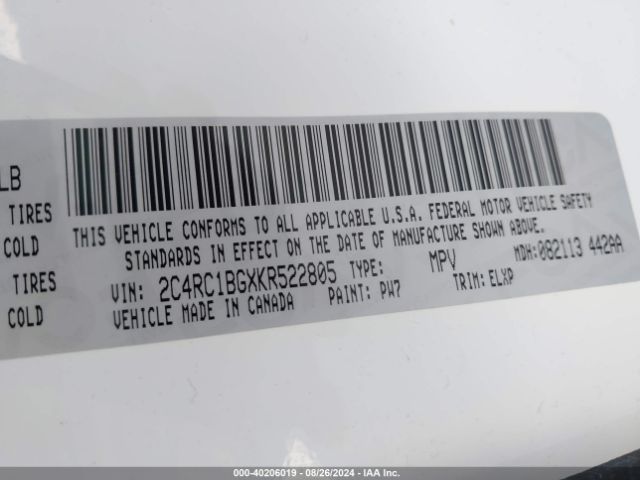 LB
TIRES
COLD
TIRES
COLD
THIS VEHICLE CONFORMS TO ALL APPLICABLE U.S.A. FEDERAL MOTOR VEHICLE SAFETY
STANDARDS IN EFFECT ON THE DATE OF MANUFACTURE SHOWN ABOVE.
VIN: 2C4RC1BGXKR522805 TYPE: MPV MDH:082113 442AA
VEHICLE MADE IN CANADA PAINT: PW7 TRIM: ELXP
000-40206019 | 08/26/2024 | IAA, Inc.